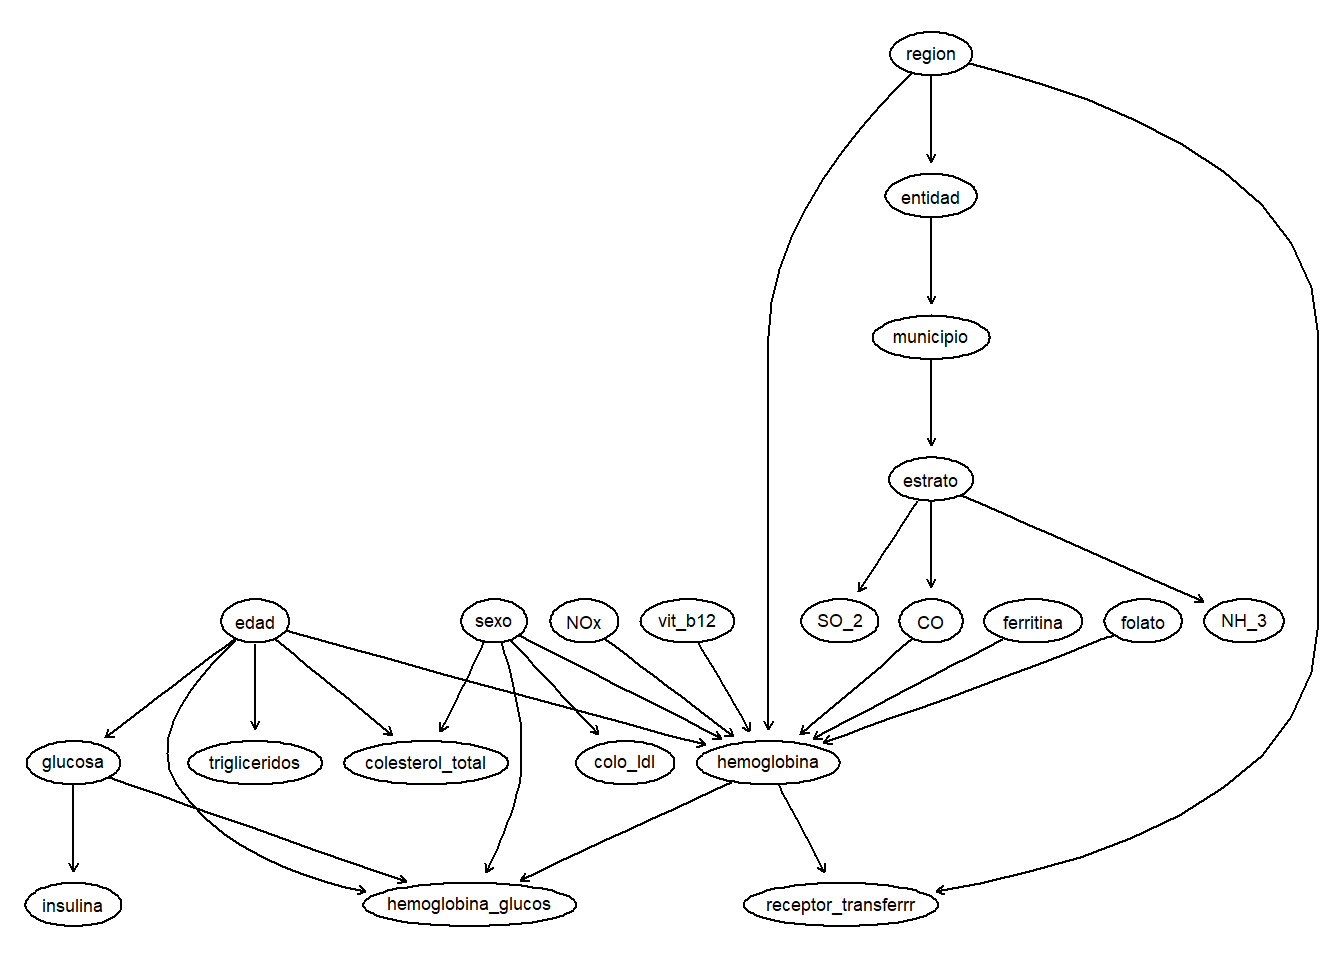 region
entidad
municipio
estrato
edad
sexo
NOx
vit_b12
SO_2
CO
ferritina
folato
NH_3
glucosa
trigliceridos
colesterol_total
colo_ldl
hemoglobina
insulina
hemoglobina_glucos
receptor_transferrr